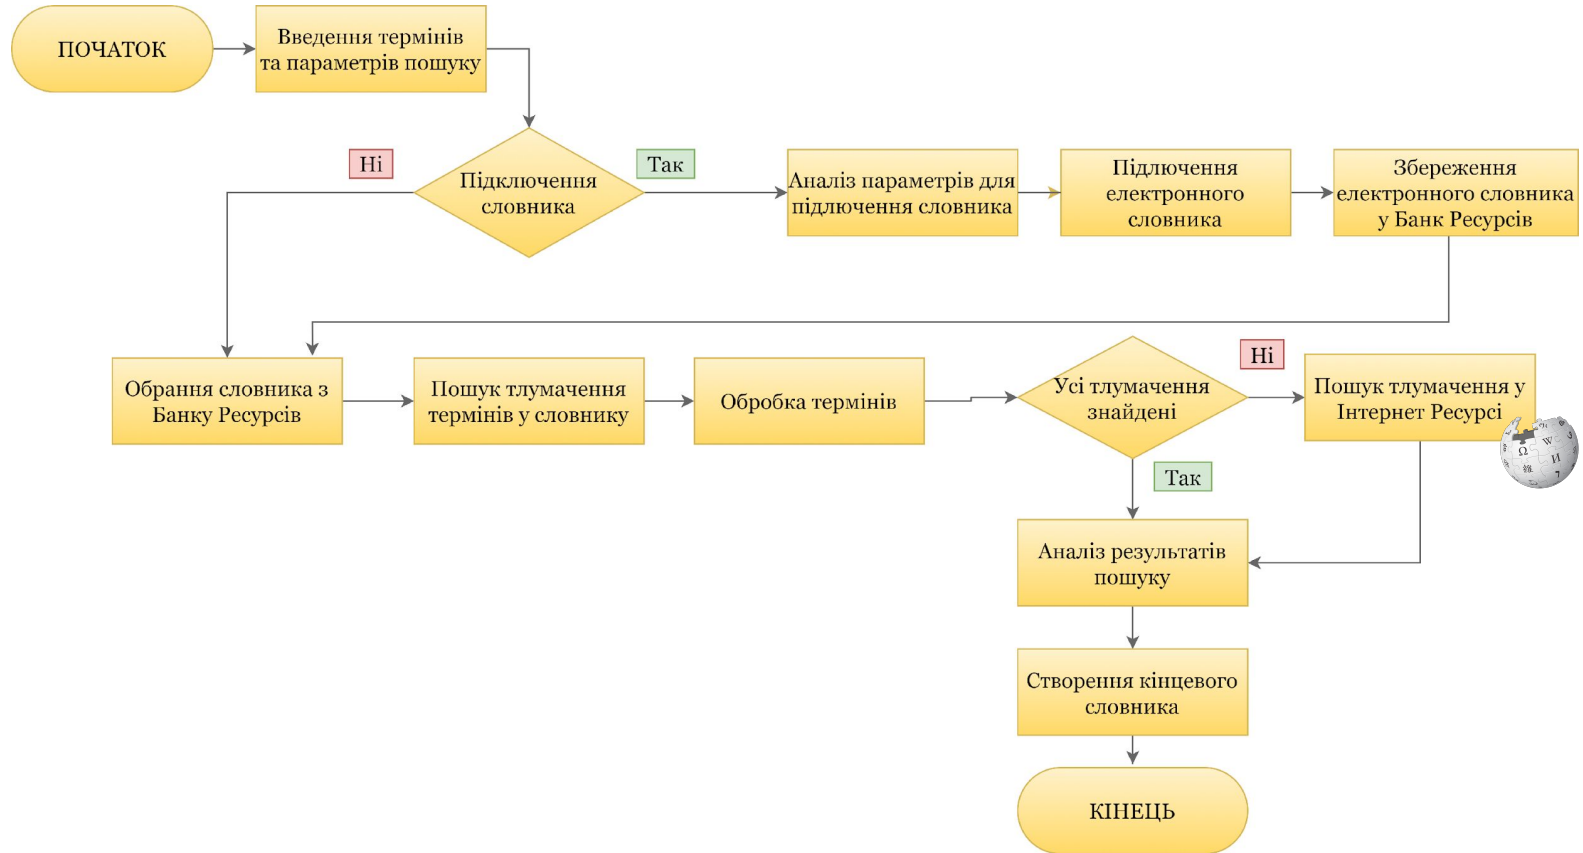 ПОЧАТОК
Введення термінів
та параметрів пошуку
Ні
Так
Підключення
словника
Аналіз параметрів для
підлючення словника
Підлючення
електронного
словника
Збереження
електронного словника
у Банк Ресурсів
Обрання словника з
Банку Ресурсів
Пошук тлумачення
термінів у словнику
Обробка термінів
Усі тлумачення
знайдені
Ні
Пошук тлумачення у
Інтернет Ресурсі
Ω
W
И
Так
Аналіз результатів
пошуку
Створення кінцевого
словника
КІНЕЦЬ